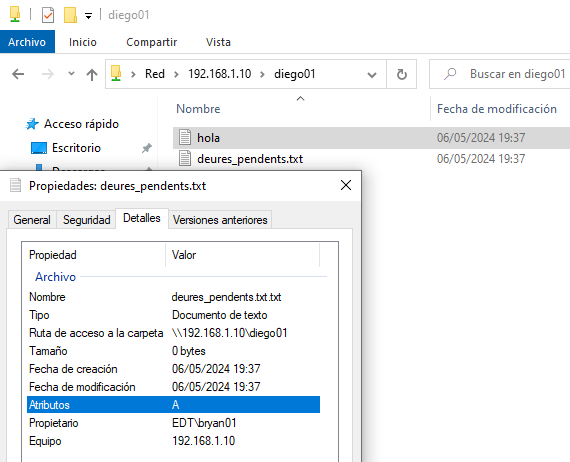 diego01
Archivo Inicio Compartir Vista
Red 192.168.1.10 diego01 Buscar en diego01
Nombre Fecha de modificación
Acceso rápido
hola 06/05/2024 19:37
Escritorio
deures_pendents.txt 06/05/2024 19:37
Propiedades: deures_pendents.txt
General Seguridad Detalles Versiones anteriores
Propiedad Valor
Archivo
Nombre deures_pendents.txt.txt
Tipo Documento de texto
Ruta de acceso a la carpeta \\192.168.1.10\diego01
Tamaño 0 bytes
Fecha de creación 06/05/2024 19:37
Fecha de modificación 06/05/2024 19:37
Atributos A
Propietario EDT\bryan01
Equipo 192.168.1.10